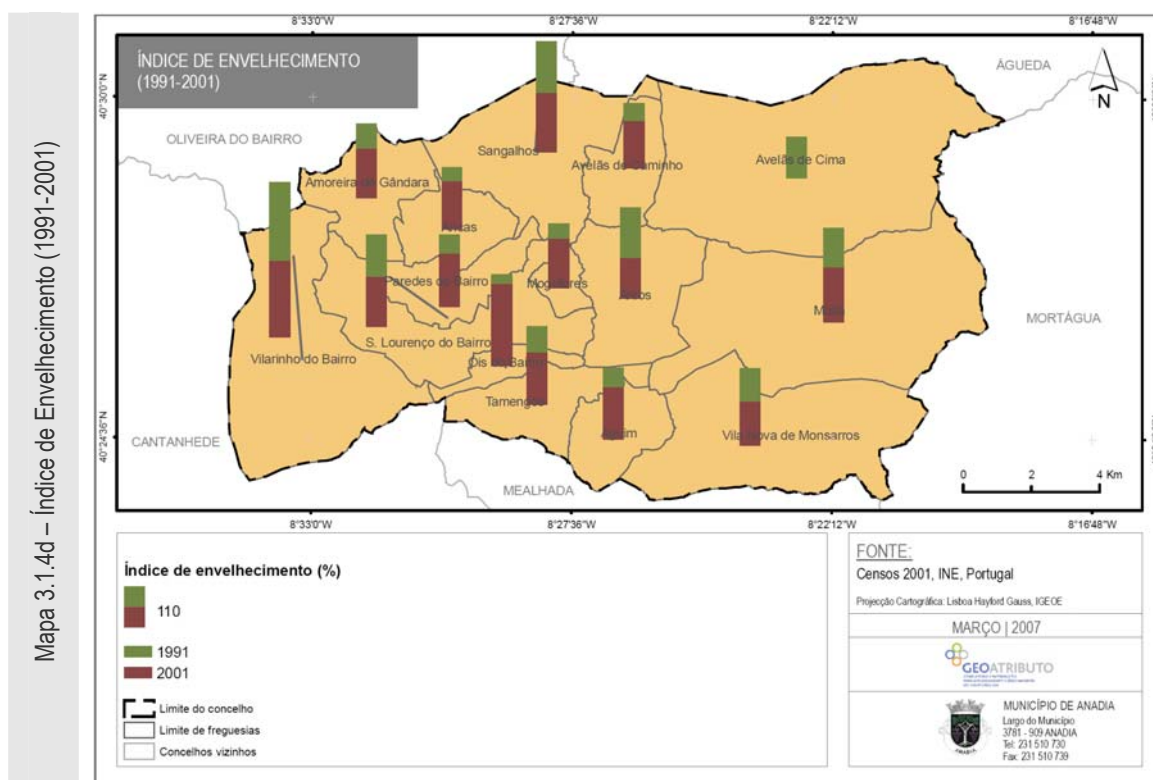 Mapa 3.1.4d – Índice de Envelhecimento (1991-2001)
8°33'0"W
8°27'36"W
8°22'12"W
8°16'48"W
ÍNDICE DE ENVELHECIMENTO
(1991-2001)
ÁGUEDA
N
40°30'0"N
OLIVEIRA DO BAIRRO
Sangalhos
Avelãs de Caminho
Avelãs de Cima
Amoreira da Gândara
Paredes do Bairro
Mogofores
Arcos
Moita
MORTÁGUA
S. Lourenço do Bairro
Vilarinho do Bairro
Óis do Bairro
Tamengos
Vila Nova de Monsarros
40°24'36"N
CANTANHEDE
MEALHADA
0 2 4 Km
8°33'0"W
8°27'36"W
8°22'12"W
8°16'48"W
Índice de envelhecimento (%)
110
1991
2001
Limite do concelho
Limite de freguesias
Concelhos vizinhos
FONTE:
Censos 2001, INE, Portugal
Projecção Cartográfica: Lisboa Hayford Gauss, IGEOE
MARÇO | 2007
GEOATRIBUTO
MUNICÍPIO DE ANADIA
Largo do Município
3781 - 909 ANADIA
Tel: 231 510 730
Fax: 231 510 739
ANADIA